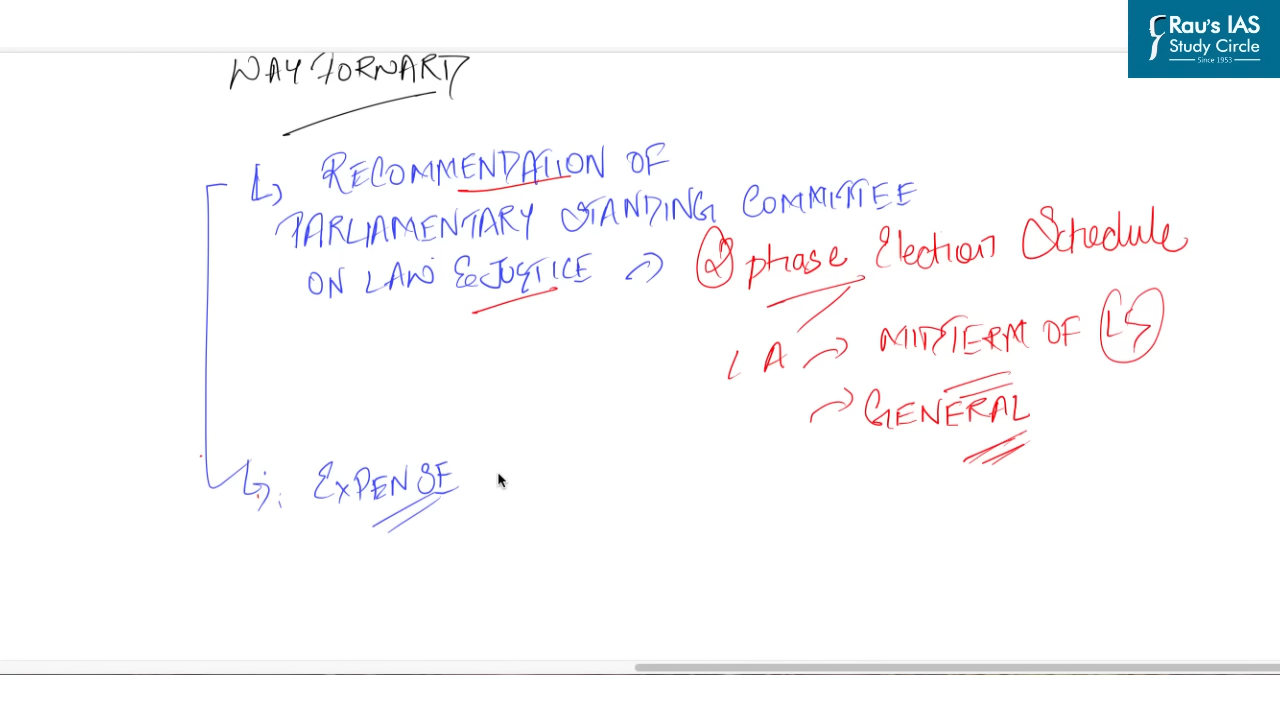 Rau's IAS
Study Circle
Since 1953
WAY FORWARD
RECOMMENDATION OF
PARLIAMENTARY STANDING COMMITTEE
ON LAW & JUSTICE → 2 phase Election Schedule
LA → MIDTERM OF LS
→ GENERAL
EXPENSE